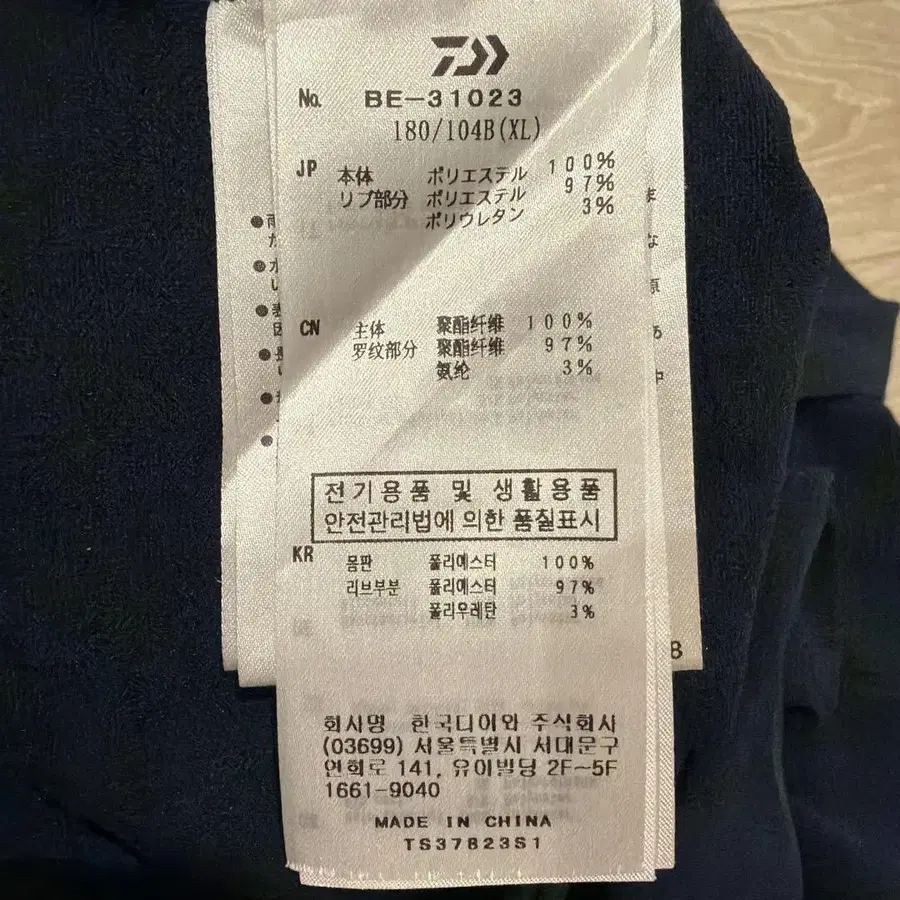 No. BE-31023
180/104B(XL)
JP 本体 ポリエステル 100%
リブ部分 ポリエステル 97%
ポリウレタン 3%
CN 主体 聚酯纤维 100%
罗纹部分 聚酯纤维 97%
氨纶 3%
전기용품 및 생활용품
안전관리법에 의한 품질표시
KR 몸판 폴리에스터 100%
리브부분 폴리에스터 97%
폴리우레탄 3%
B
회사명 한국다이와 주식회사
(03699) 서울특별시 서대문구
연희로 141, 유이빌딩 2F~5F
1661-9040
MADE IN CHINA
TS37823S1